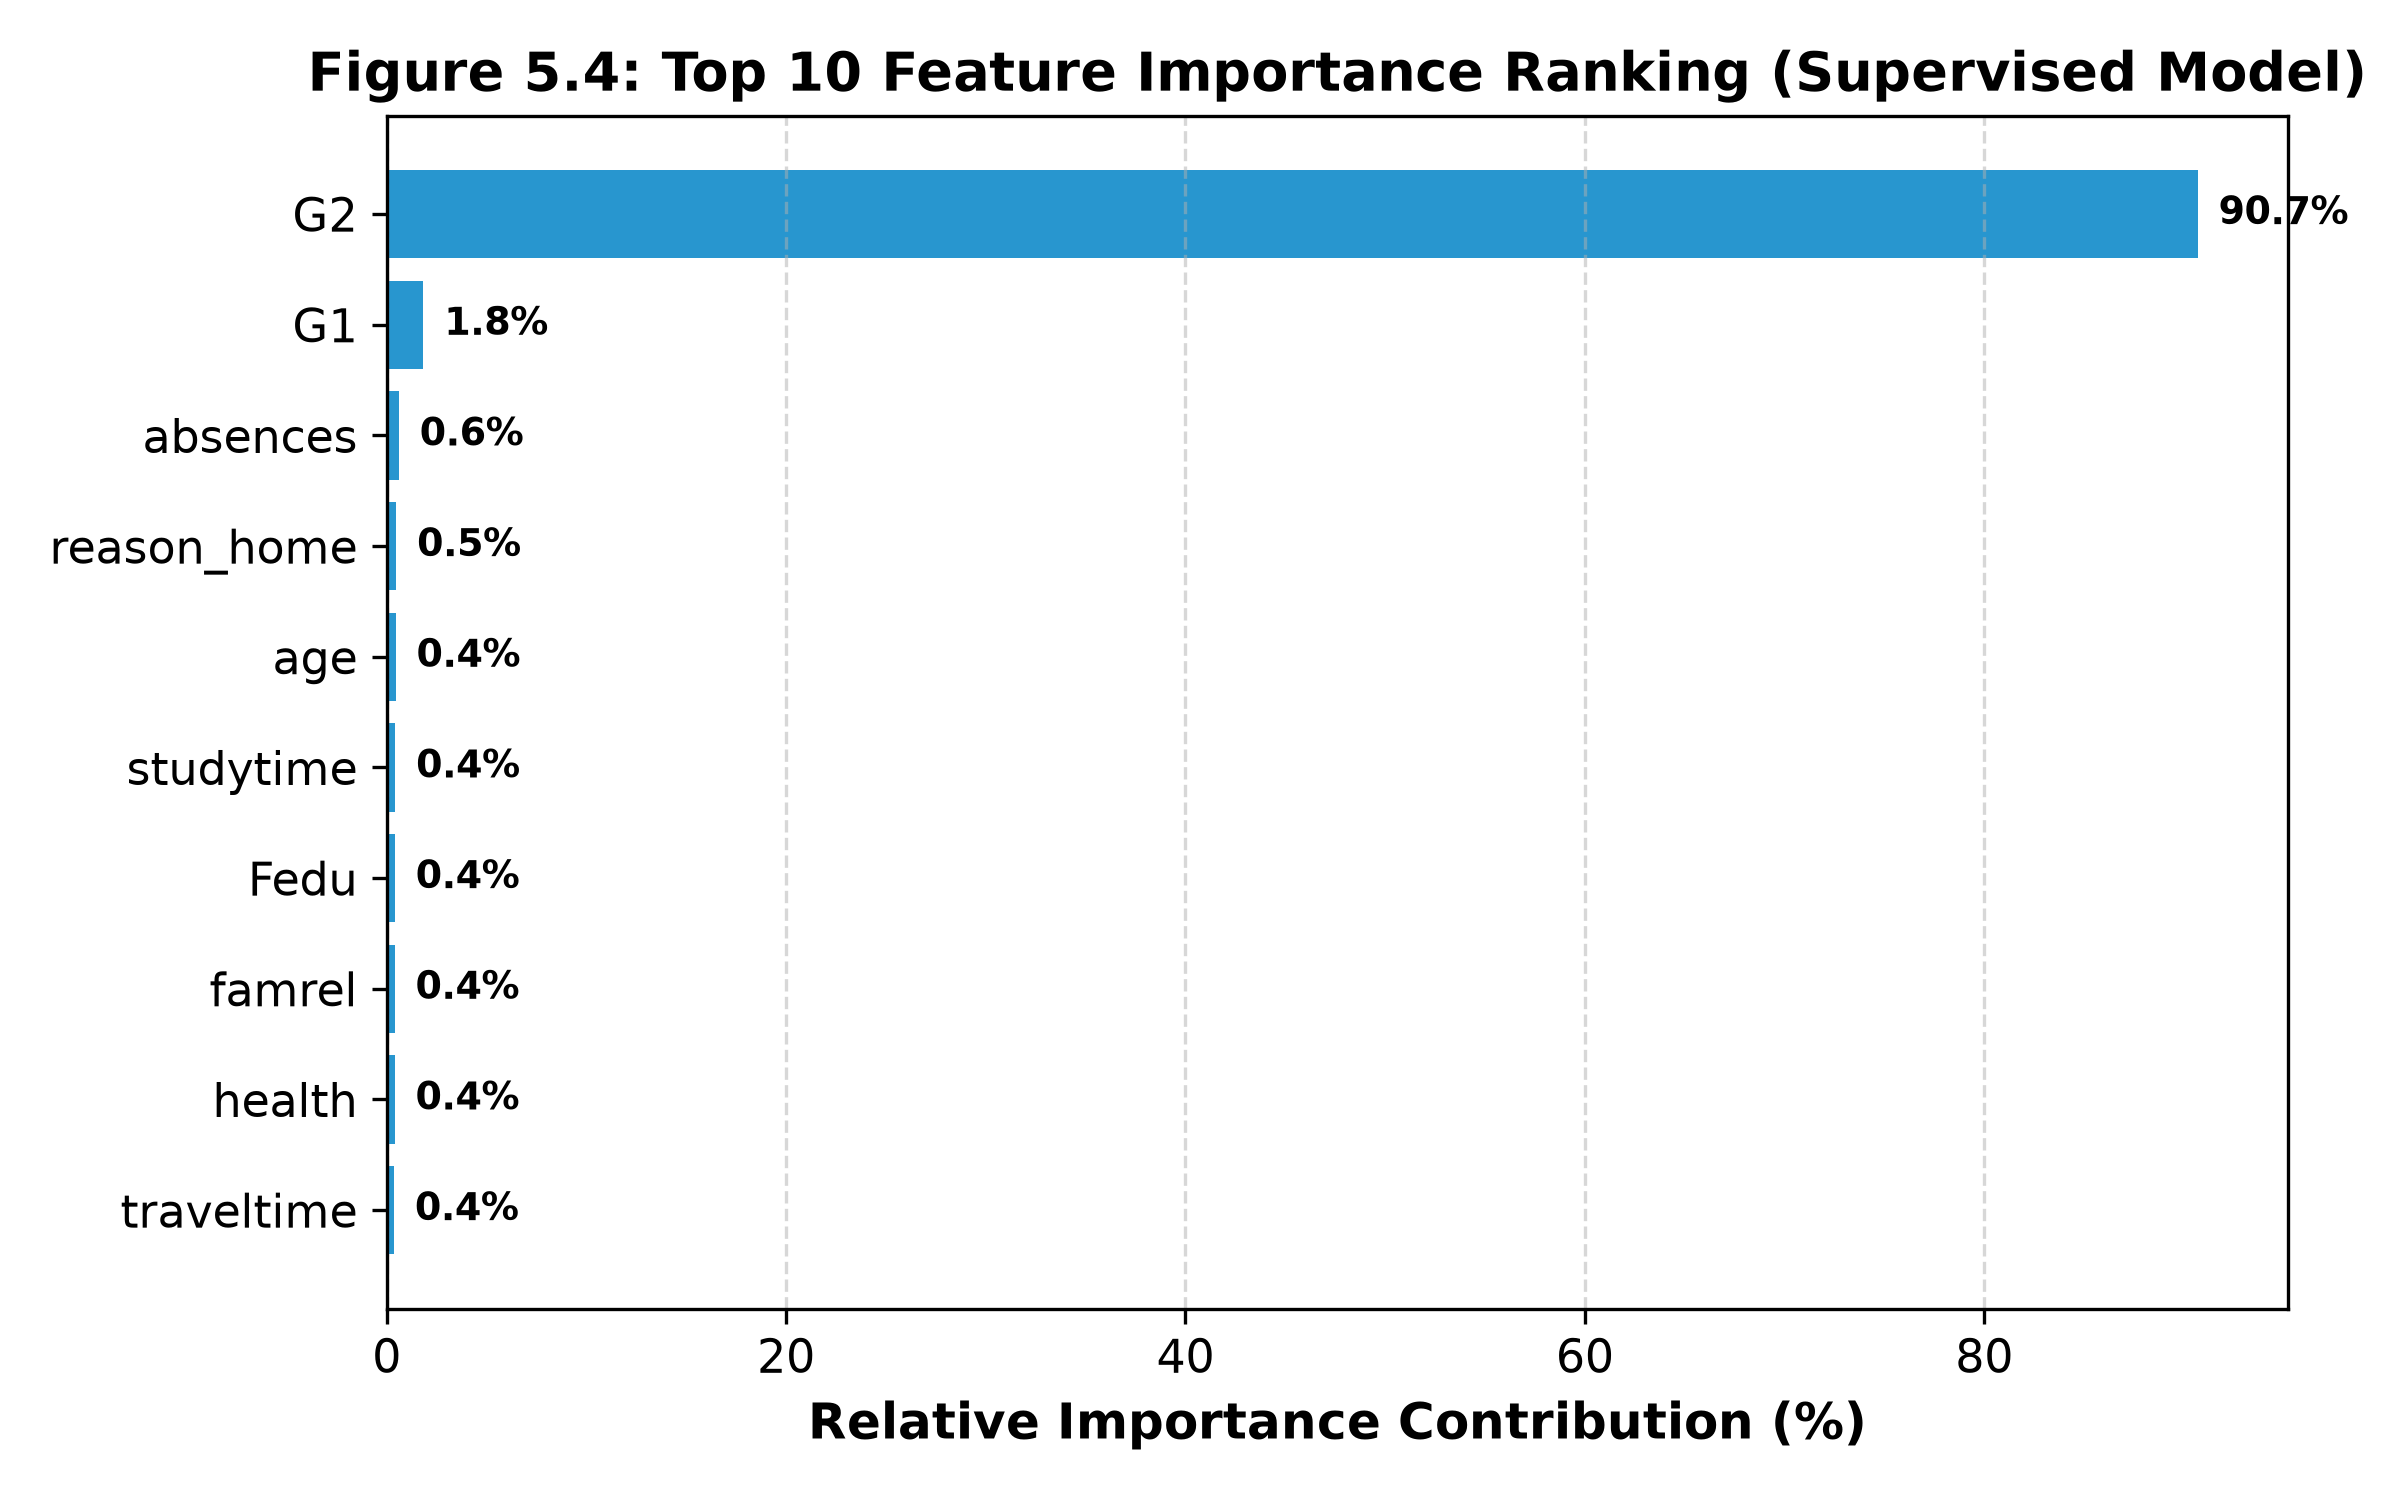 Figure 5.4: Top 10 Feature Importance Ranking (Supervised Model)
G2 90.7%
G1 1.8%
absences 0.6%
reason_home 0.5%
age 0.4%
studytime 0.4%
Fedu 0.4%
famrel 0.4%
health 0.4%
traveltime 0.4%
0 20 40 60 80
Relative Importance Contribution (%)